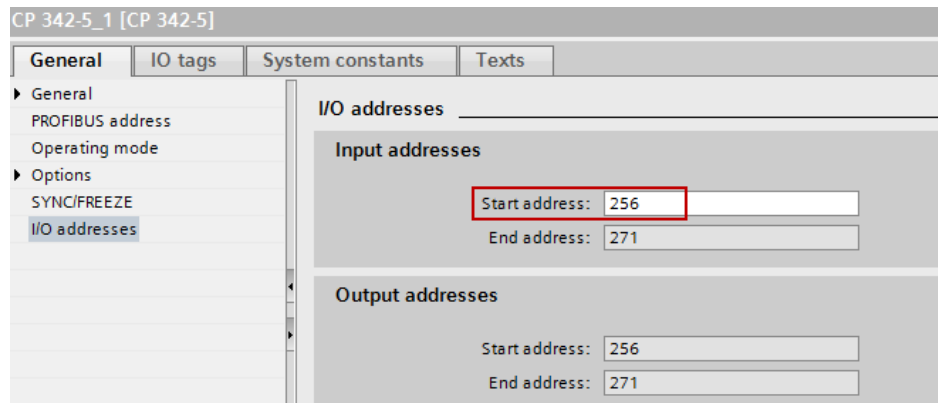 CP 342-5_1 [CP 342-5]
General IO tags System constants Texts
General
PROFIBUS address
Operating mode
Options
SYNC/FREEZE
I/O addresses
I/O addresses
Input addresses
Start address: 256
End address: 271
Output addresses
Start address: 256
End address: 271